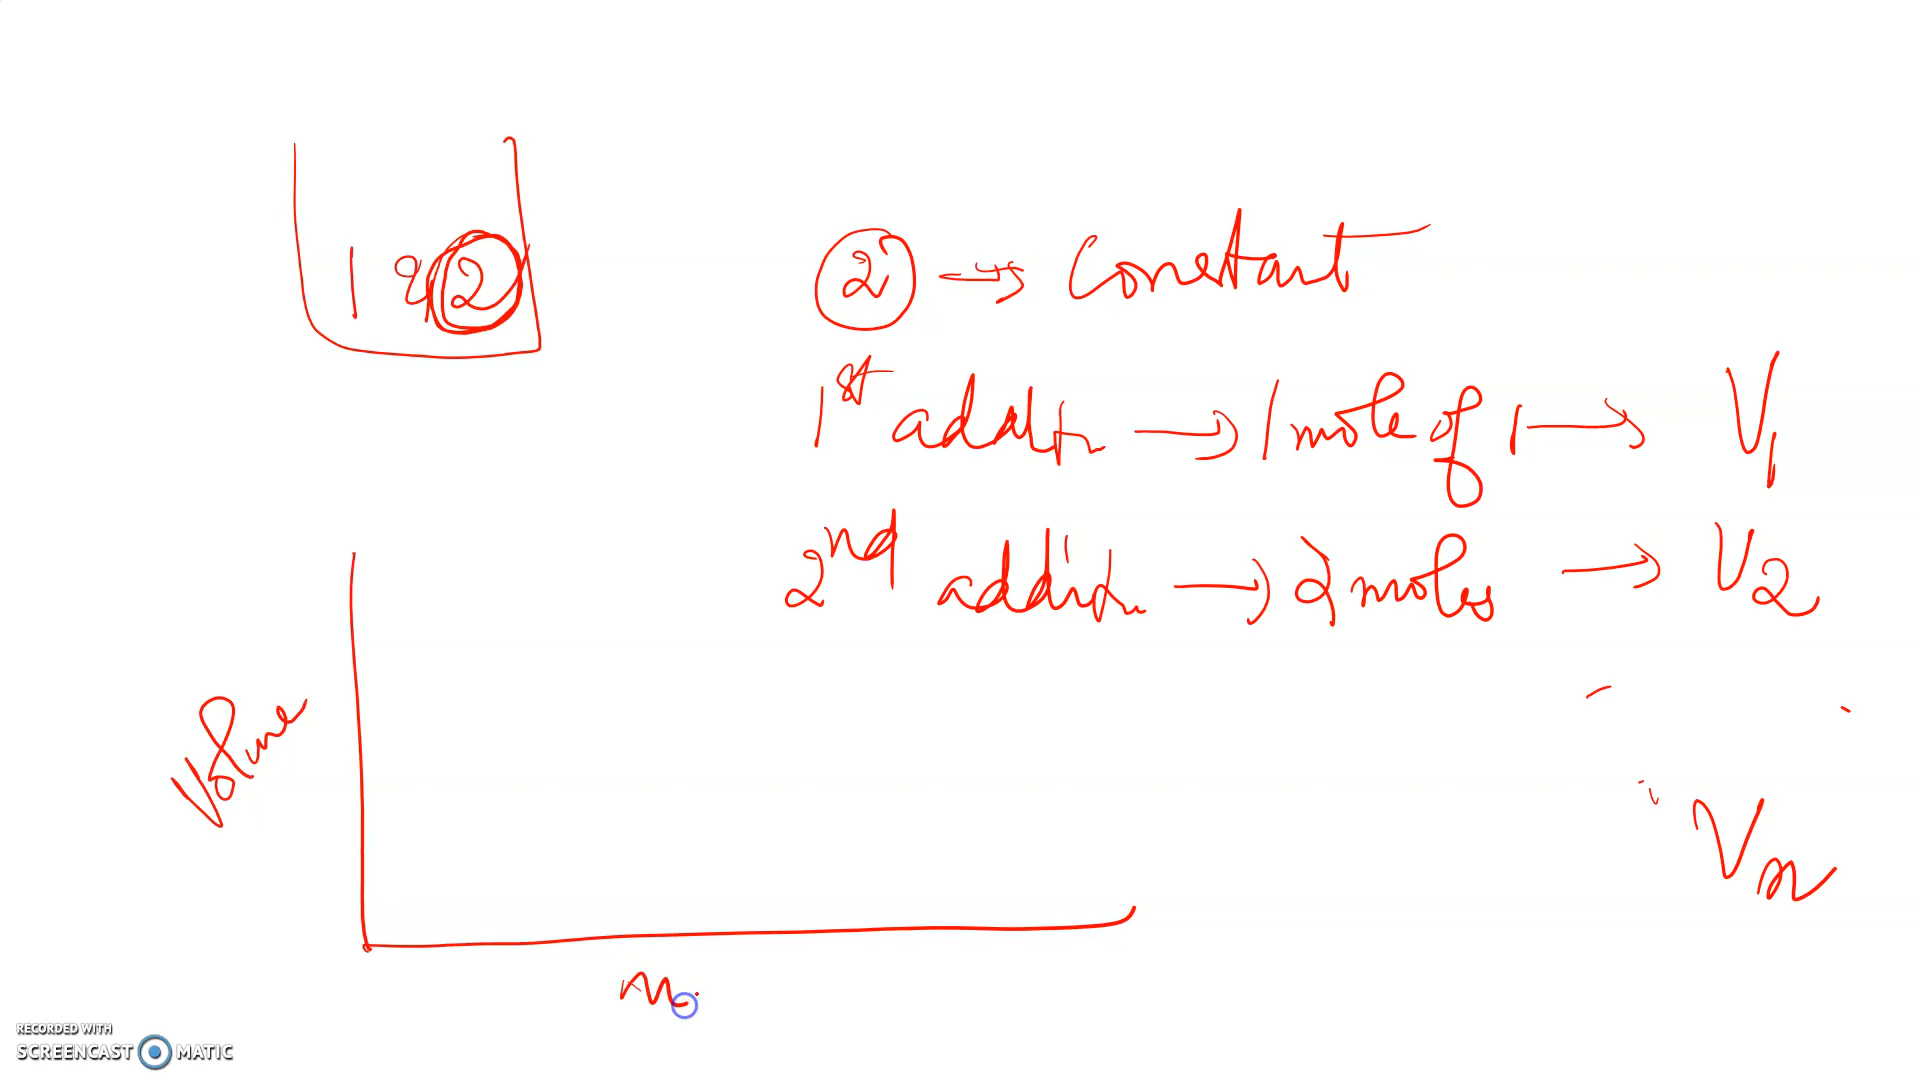 1 & 2
2 → Constant
1st addn → 1 mole of 1 → V1
2nd addn → 2 moles → V2
Volume
Vn
m
RECORDED WITH
SCREENCAST MATIC